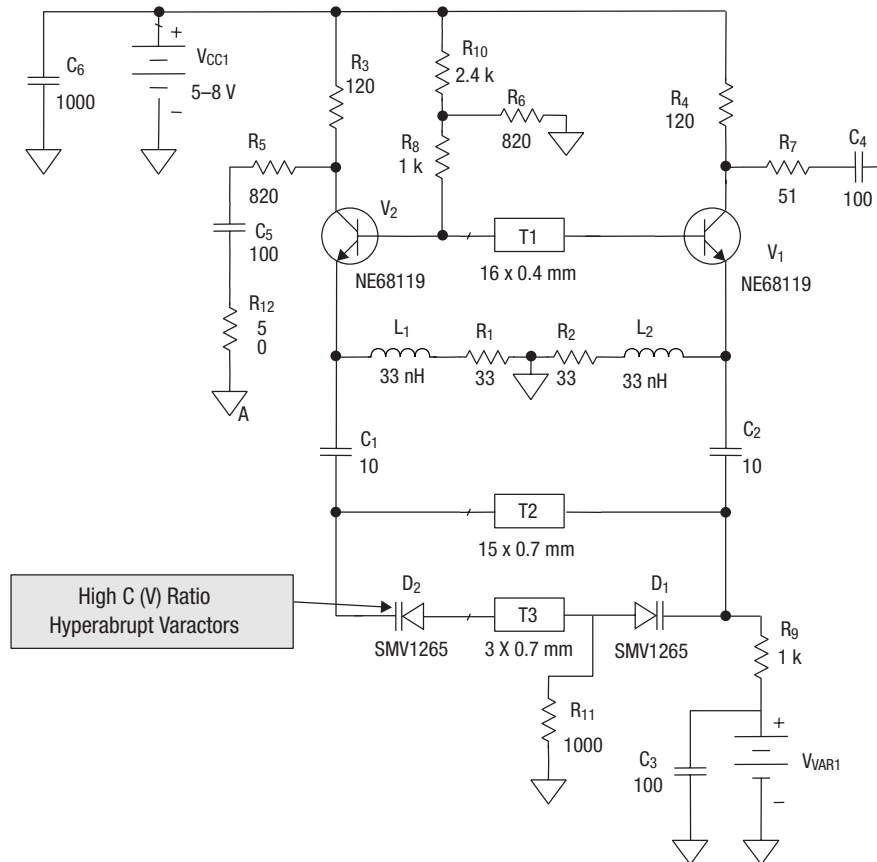 C6
1000
+
VCC1
5–8 V
−
R3
120
R10
2.4 k
R6
820
R8
1 k
R4
120
R7
51
C4
100
R5
820
C5
100
V2
NE68119
T1
16 x 0.4 mm
V1
NE68119
R12
5
0
A
L1
33 nH
R1
33
R2
33
L2
33 nH
C1
10
C2
10
T2
15 x 0.7 mm
High C (V) Ratio
Hyperabrupt Varactors
D2
SMV1265
T3
3 X 0.7 mm
D1
SMV1265
R9
1 k
R11
1000
C3
100
+
VVAR1
−